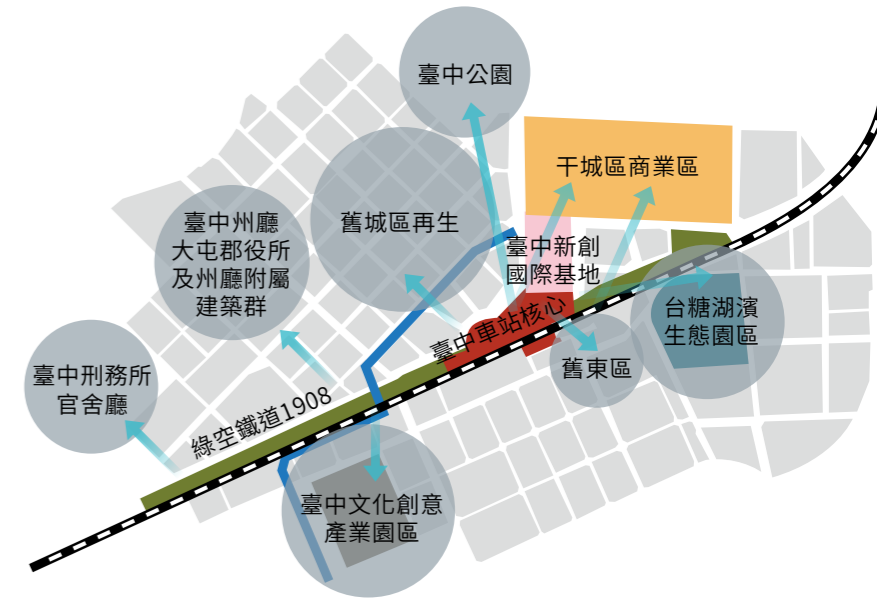 臺中公園
干城區商業區
舊城區再生
臺中州廳
大屯郡役所
及州廳附屬
建築群
臺中新創
國際基地
臺中車站核心
台糖湖濱
生態園區
舊東區
臺中刑務所
官舍廳
綠空鐵道1908
臺中文化創意
產業園區